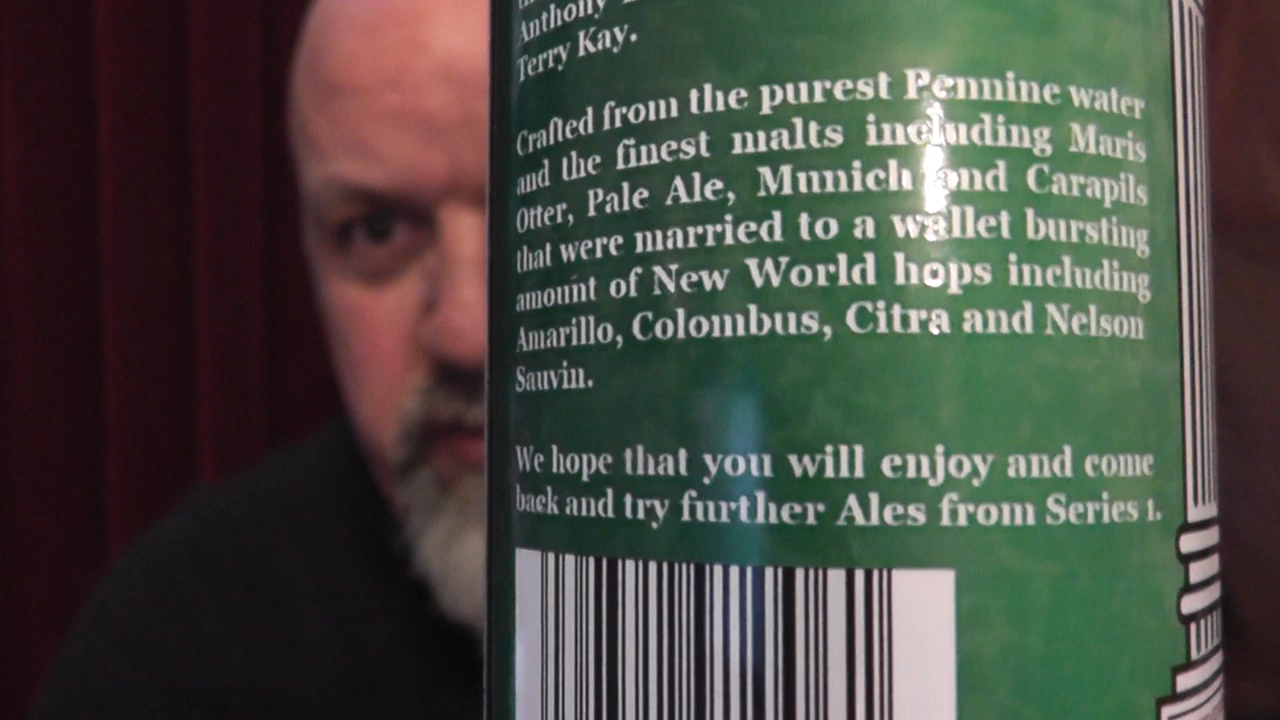 Anthony
Terry Kay.
Crafted from the purest Pennine water
and the finest malts including Maris
Otter, Pale Ale, Munich and Carapils
that were married to a wallet bursting
amount of New World hops including
Amarillo, Colombus, Citra and Nelson
Sauvin.
We hope that you will enjoy and come
back and try further Ales from Series 1.